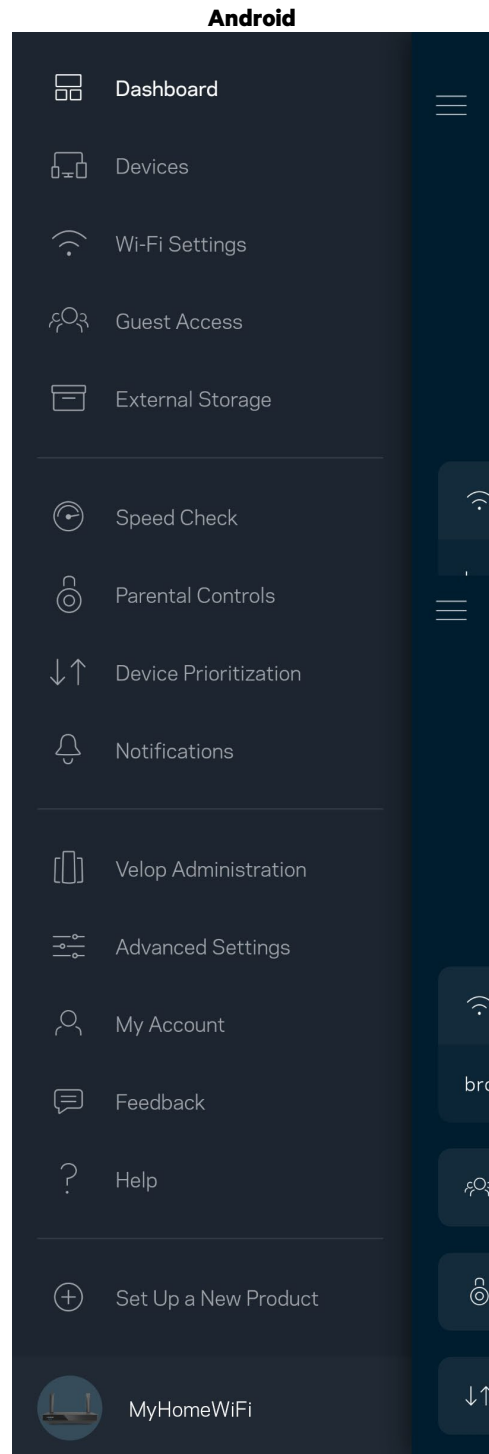 Android
Dashboard
Devices
Wi-Fi Settings
Guest Access
External Storage
Speed Check
Parental Controls
Device Prioritization
Notifications
Velop Administration
Advanced Settings
My Account
bro
Feedback
Help
Set Up a New Product
MyHomeWiFi